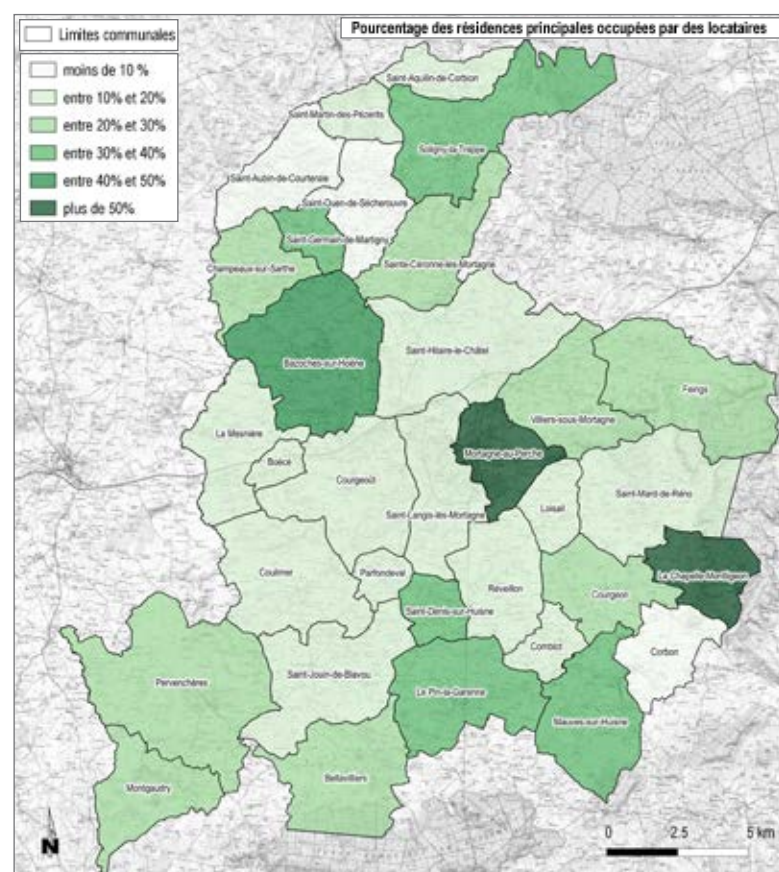 Pourcentage des résidences principales occupées par des locataires
Limites communales
moins de 10 %
entre 10% et 20%
entre 20% et 30%
entre 30% et 40%
entre 40% et 50%
plus de 50%
Saint-Aquilin-de-Corbion
Saint-Martin-des-Pézerits
Soligny-la-Trappe
Saint-Aubin-de-Courteraie
Saint-Ouen-de-Sécherouvre
Saint-Germain-de-Martigny
Champeaux-sur-Sarthe
Sainte-Céronne-lès-Mortagne
Saint-Hilaire-le-Châtel
Bazoches-sur-Hoëne
Feings
Villiers-sous-Mortagne
La Mesnière
Mortagne-au-Perche
Buécé
Courgeoût
Saint-Mard-de-Réno
Loisail
Saint-Langis-lès-Mortagne
Coulimer
Parfondeval
La Chapelle-Montligeon
Réveillon
Courgeon
Saint-Denis-sur-Huisne
Comblot
Corbon
Saint-Jouin-de-Blavou
Pervenchères
Le Pin-la-Garenne
Mauves-sur-Huisne
Bellavilliers
Montgaudry
N
0 2.5 5 km